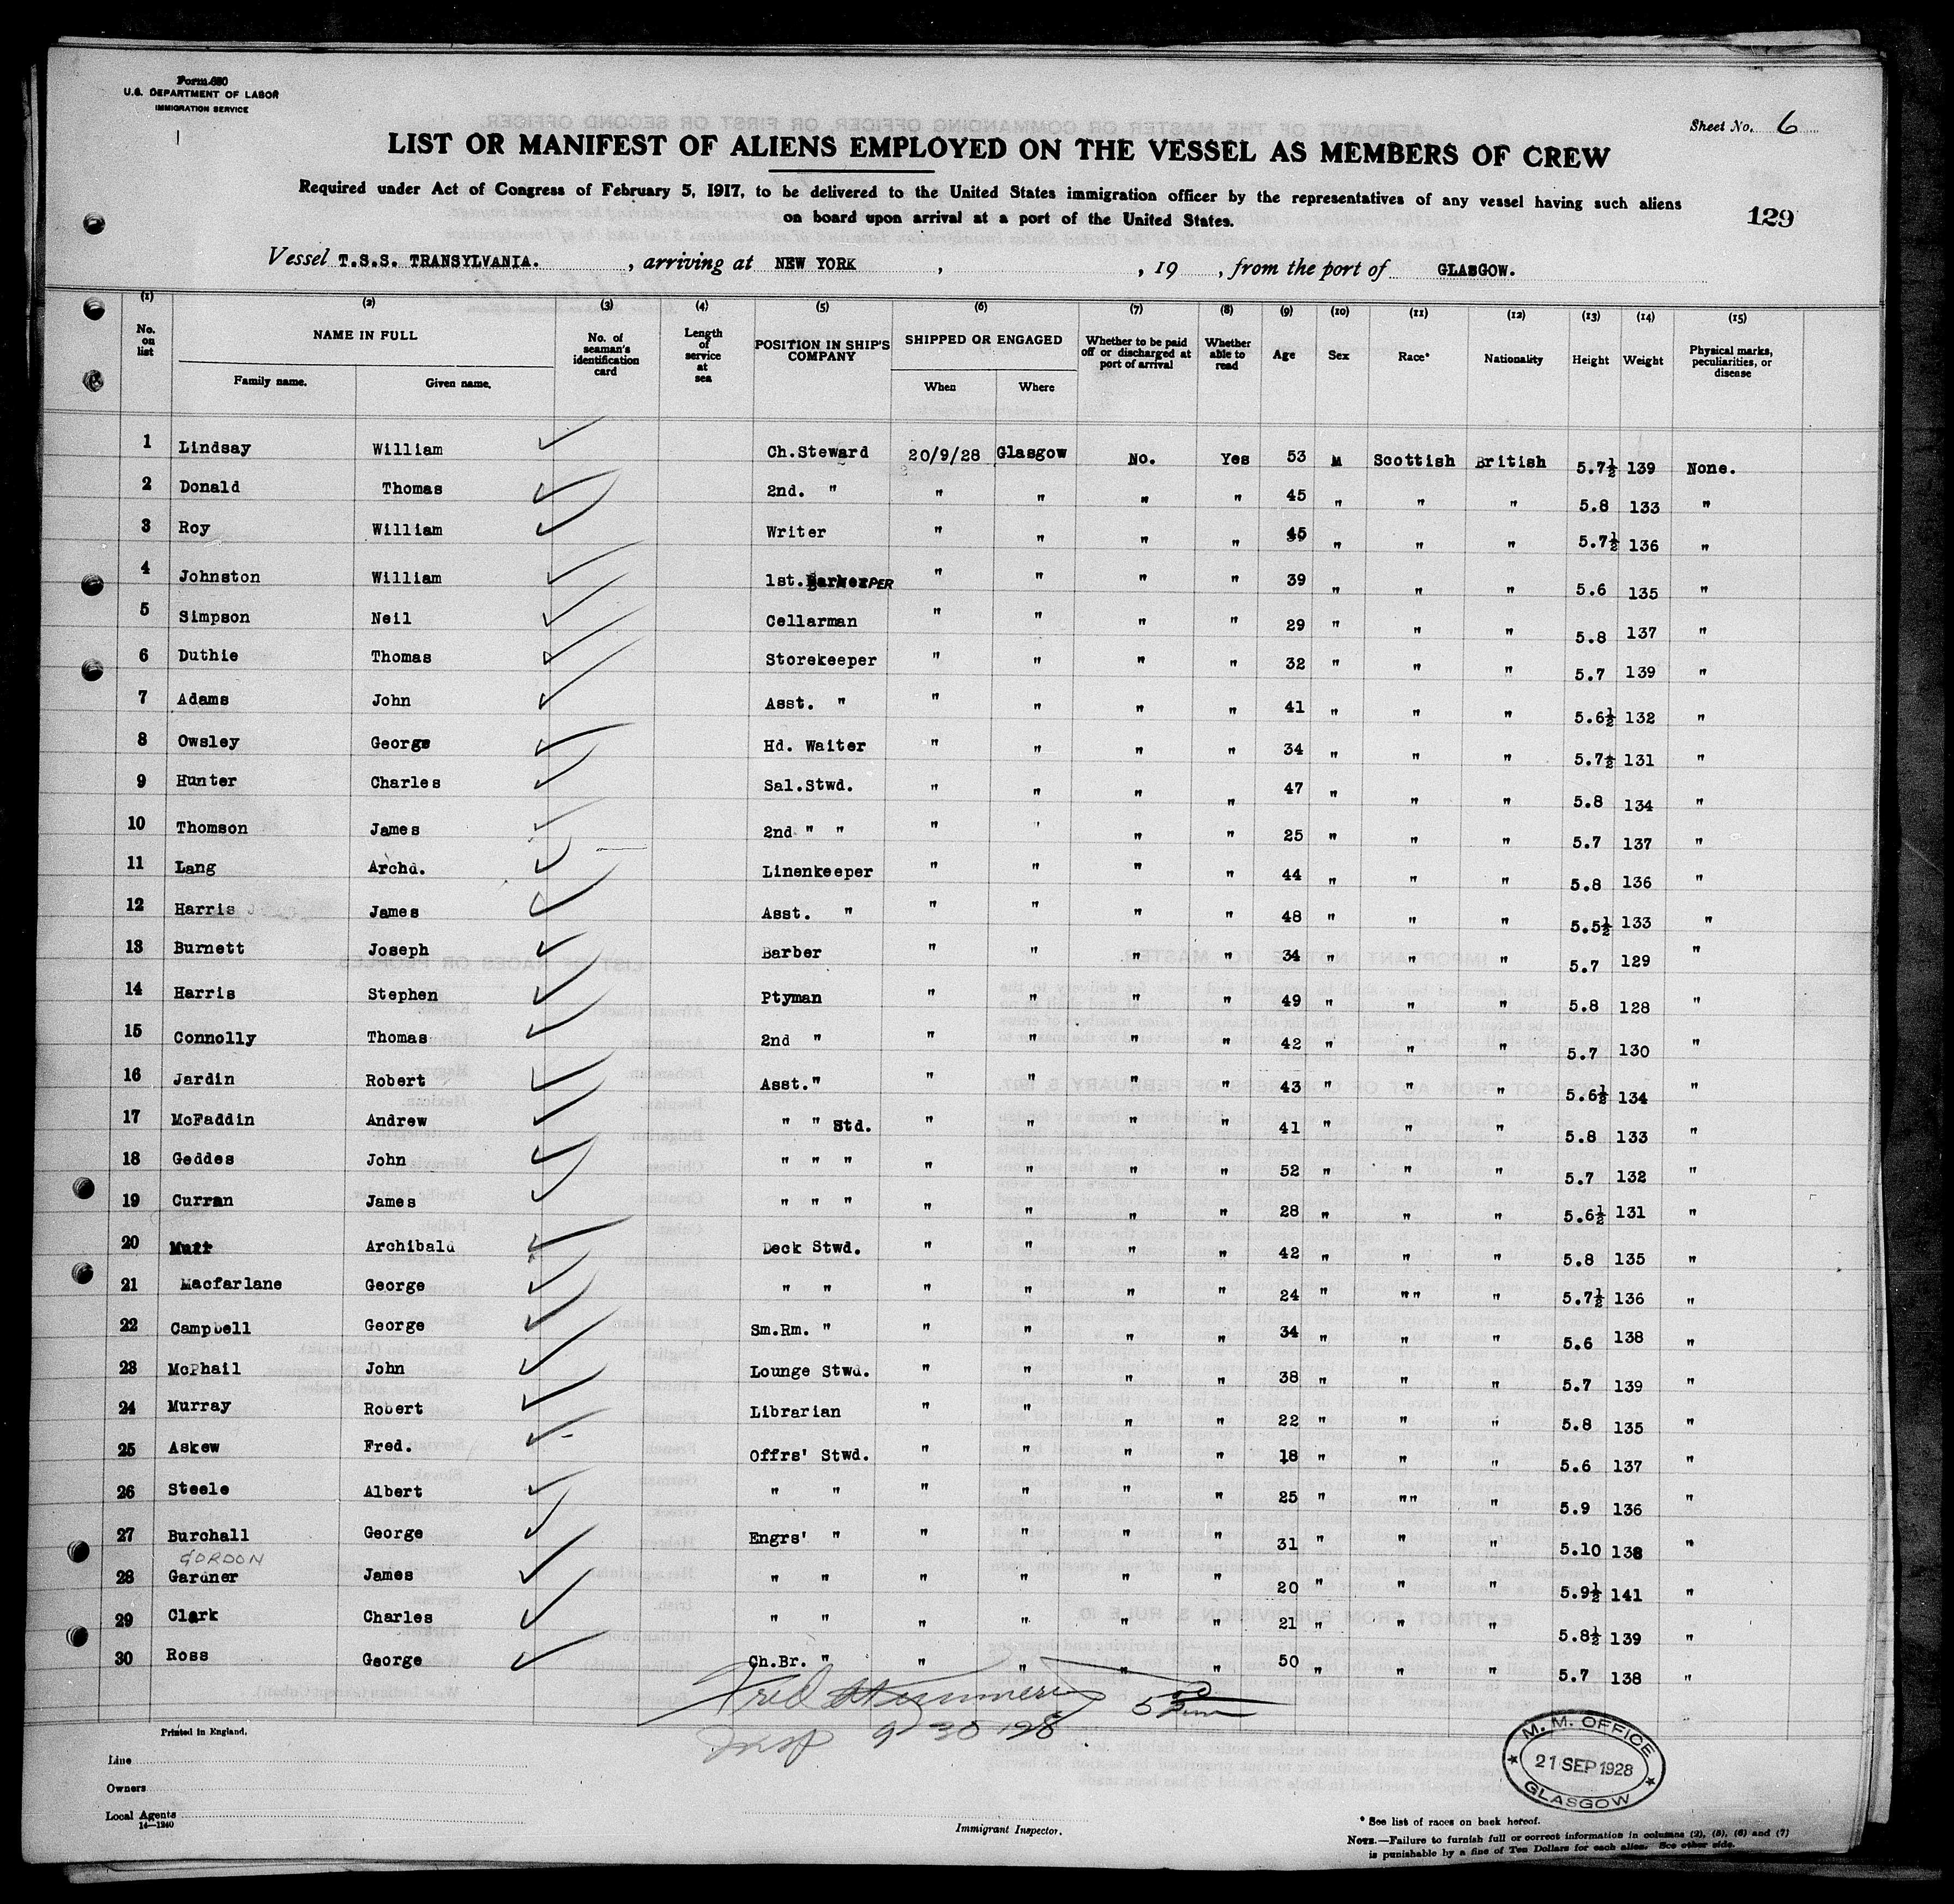 Form 680
U.S. DEPARTMENT OF LABOR
IMMIGRATION SERVICE
Sheet No. 6
LIST OR MANIFEST OF ALIENS EMPLOYED ON THE VESSEL AS MEMBERS OF CREW
Required under Act of Congress of February 5, 1917, to be delivered to the United States immigration officer by the representatives of any vessel having such aliens
on board upon arrival at a port of the United States.
129
Vessel T.S.S. TRANSYLVANIA. , arriving at NEW YORK , , 19 , from the port of GLASGOW.
(1) (2) (3) (4) (5) (6) (7) (8) (9) (10) (11) (12) (13) (14) (15)
No. on list NAME IN FULL Family name. Given name. No. of seaman's identification card Length of service at sea POSITION IN SHIP'S COMPANY SHIPPED OR ENGAGED When Where Whether to be paid off or discharged at port of arrival Whether able to read Age Sex Race* Nationality Height Weight Physical marks, peculiarities, or disease
1 Lindsay William Ch.Steward 20/9/28 Glasgow No. Yes 53 M Scottish British 5.7½ 139 None.
2 Donald Thomas 2nd. " " " " " 45 " " " 5.8 133 "
3 Roy William Writer " " " " 45 " " " 5.7½ 136 "
4 Johnston William 1st. " " " " 39 " " " 5.6 135 "
5 Simpson Neil Cellarman " " " " 29 " " " 5.8 137 "
6 Duthie Thomas Storekeeper " " " " 32 " " " 5.7 139 "
7 Adams John Asst. " " " " " 41 " " " 5.6½ 132 "
8 Owsley George Hd. Waiter " " " " 34 " " " 5.7½ 131 "
9 Hunter Charles Sal.Stwd. " " " " 47 " " " 5.8 134 "
10 Thomson James 2nd " " " " " " 25 " " " 5.7 137 "
11 Lang Archd. Linenkeeper " " " " 44 " " " 5.8 136 "
12 Harris James Asst. " " " " " 48 " " " 5.5½ 133 "
13 Burnett Joseph Barber " " " " 34 " " " 5.7 129 "
14 Harris Stephen Ptyman " " " " 49 " " " 5.8 128 "
15 Connolly Thomas 2nd " " " " " 42 " " " 5.7 130 "
16 Jardin Robert Asst." " " " " 43 " " " 5.6½ 134 "
17 McFaddin Andrew " " Std. " " " " 41 " " " 5.8 133 "
18 Geddes John " " " " " " " 52 " " " 5.7 132 "
19 Curran James " " " " " " " 28 " " " 5.6½ 131 "
20 Muir Archibald Deck Stwd. " " " " 42 " " " 5.8 135 "
21 Macfarlane George " " " " " " 24 " "" " 5.7½ 136 "
22 Campbell George Sm.Rm. " " " " " 34 " " " 5.6 138 "
23 McPhail John Lounge Stwd. " " " " 38 " " " 5.7 139 "
24 Murray Robert Librarian " " " " 22 " " " 5.8 135 "
25 Askew Fred. Offrs' Stwd. " " " " 18 " " " 5.6 137 "
26 Steele Albert " " " " " " 25 " "" " 5.9 136 "
27 Burchall George Engrs' " " " " " 31 " " " 5.10 138 "
GORDON
28 Gardner James " " " " " " 20 " " " 5.9½ 141 "
29 Clark Charles " " " " " " 21 " " " 5.8½ 139 "
30 Ross George Ch.Br. " " " " " 50 " " " 5.7 138 "
Fred
Insp 9 30 1928
Printed in England.
Line
Owners
Local Agents
14—1240
Immigrant Inspector.
M. M. OFFICE
21 SEP 1928
GLASGOW
* See list of races on back hereof.
NOTE.—Failure to furnish full or correct information in columns (2), (5), (6) and (7)
is punishable by a fine of Ten Dollars for each alien. See other side.